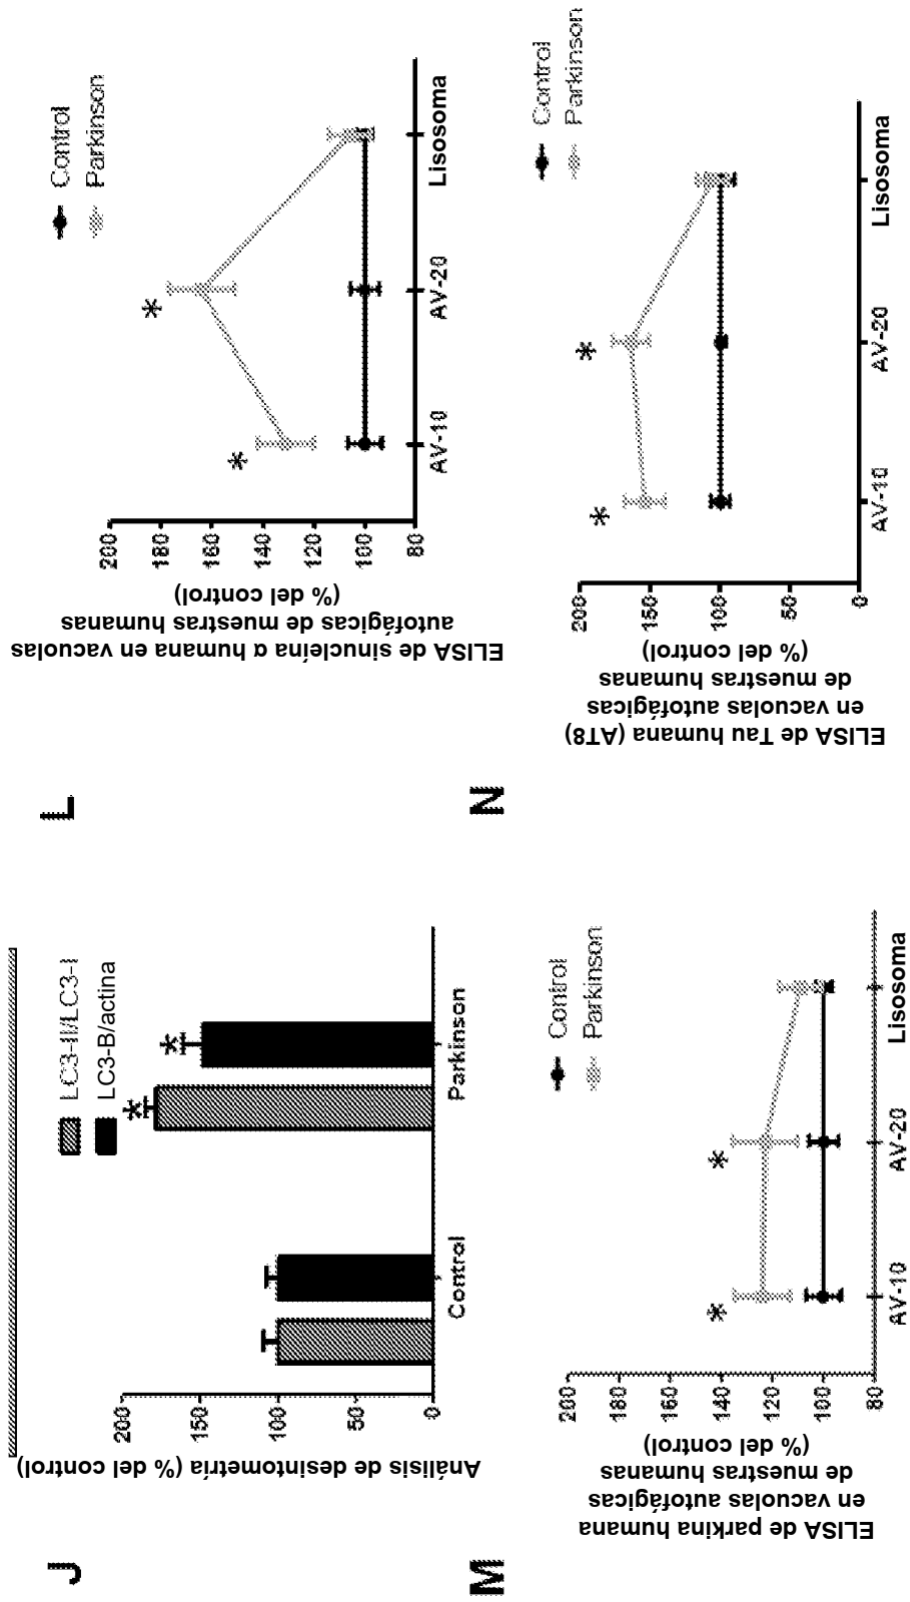 J
Análisis de desintometría (% del control)
200
150
100
50
0
LC3-II/LC3-I
LC3-B/actina
*
*
Control
Parkinson
L
ELISA de sinucleína α humana en vacuolas
autofágicas de muestras humanas
(% del control)
200
180
160
140
120
100
80
Control
Parkinson
*
*
AV-10
AV-20
Lisosoma
M
ELISA de parkina humana
en vacuolas autofágicas
de muestras humanas
(% del control)
200
180
160
140
120
100
80
Control
Parkinson
*
*
AV-10
AV-20
Lisosoma
N
ELISA de Tau humana (AT8)
en vacuolas autofágicas
de muestras humanas
(% del control)
200
150
100
50
0
Control
Parkinson
*
*
AV-10
AV-20
Lisosoma